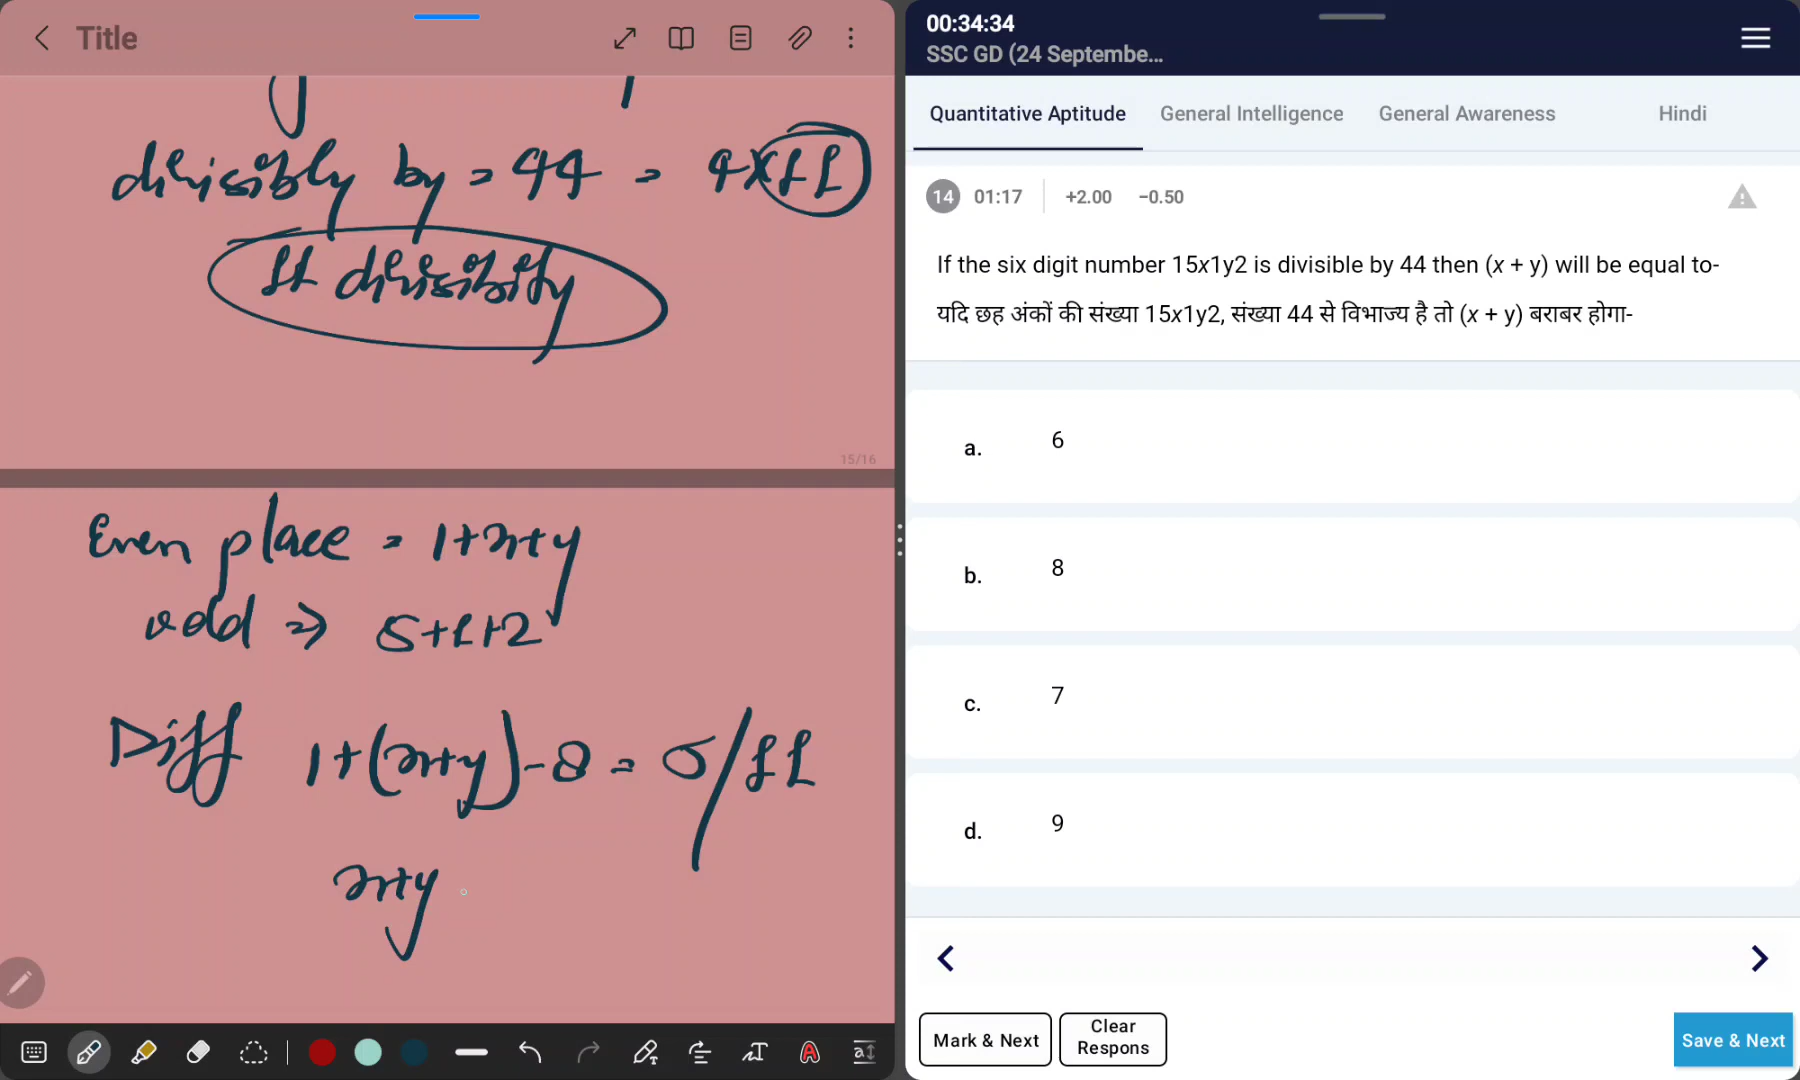 Title
divisibly by = 44 = 4x11
11 divisibility
15/16
Even place = 1+x+y
odd ⇒ 5+1+2
Diff 1+(x+y)-8 = 0/11
x+y
00:34:34
SSC GD (24 Septembe...
Quantitative Aptitude General Intelligence General Awareness Hindi
14 01:17 +2.00 −0.50
If the six digit number 15x1y2 is divisible by 44 then (x + y) will be equal to-
यदि छह अंकों की संख्या 15x1y2, संख्या 44 से विभाज्य है तो (x + y) बराबर होगा-
a. 6
b. 8
c. 7
d. 9
Mark & Next
Clear
Respons
Save & Next